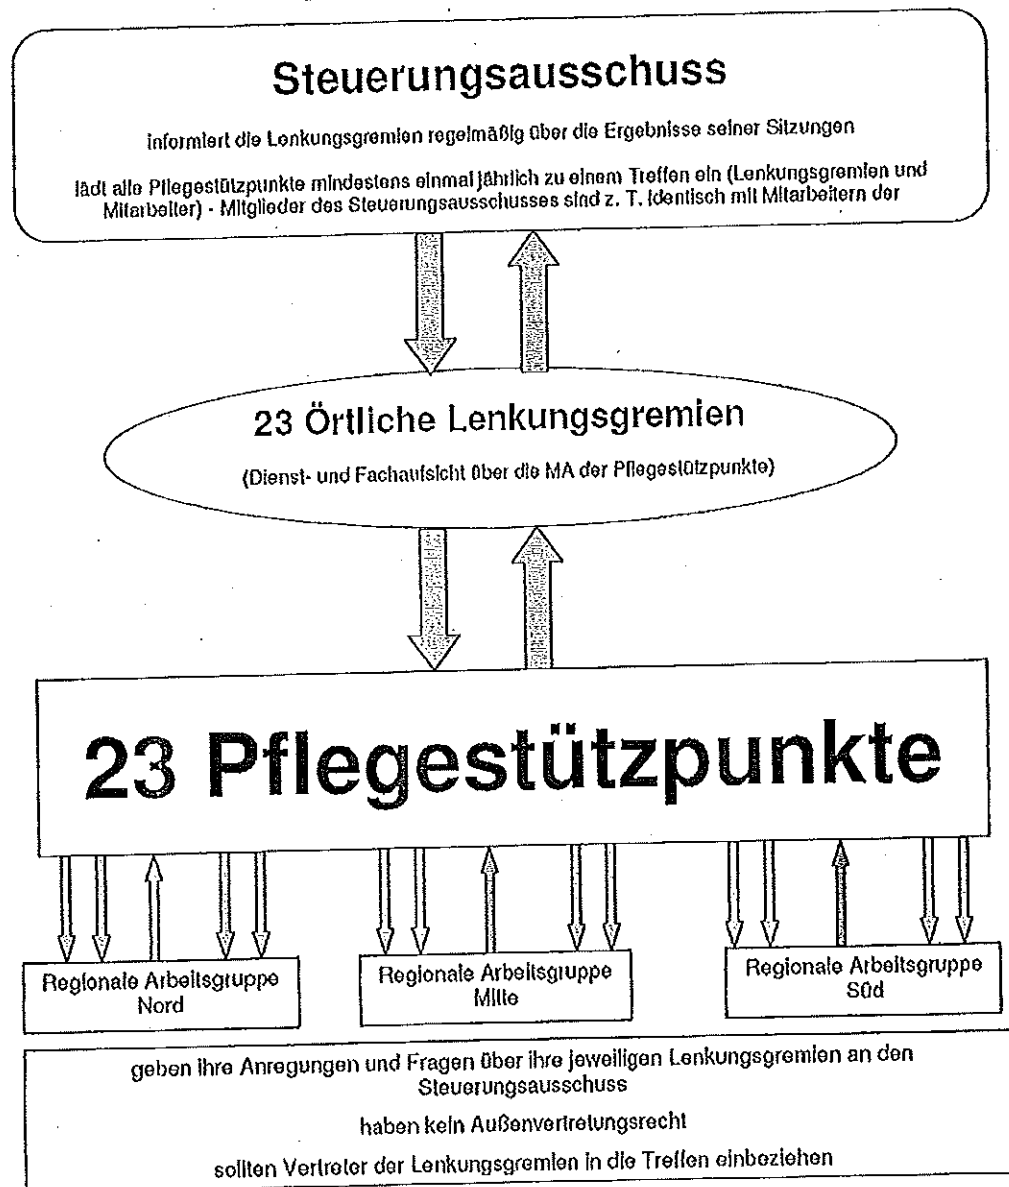 Steuerungsausschuss
informiert die Lenkungsgremien regelmäßig über die Ergebnisse seiner Sitzungen
lädt alle Pflegestützpunkte mindestens einmal jährlich zu einem Treffen ein (Lenkungsgremien und
Mitarbeiter) - Mitglieder des Steuerungsausschusses sind z. T. identisch mit Mitarbeitern der
23 Örtliche Lenkungsgremien
(Dienst- und Fachaufsicht über die MA der Pflegestützpunkte)
23 Pflegestützpunkte
Regionale Arbeitsgruppe
Nord
Regionale Arbeitsgruppe
Mitte
Regionale Arbeitsgruppe
Süd
geben ihre Anregungen und Fragen über ihre jeweiligen Lenkungsgremien an den
Steuerungsausschuss
haben kein Außenvertretungsrecht
sollten Vertreter der Lenkungsgremien in die Treffen einbeziehen